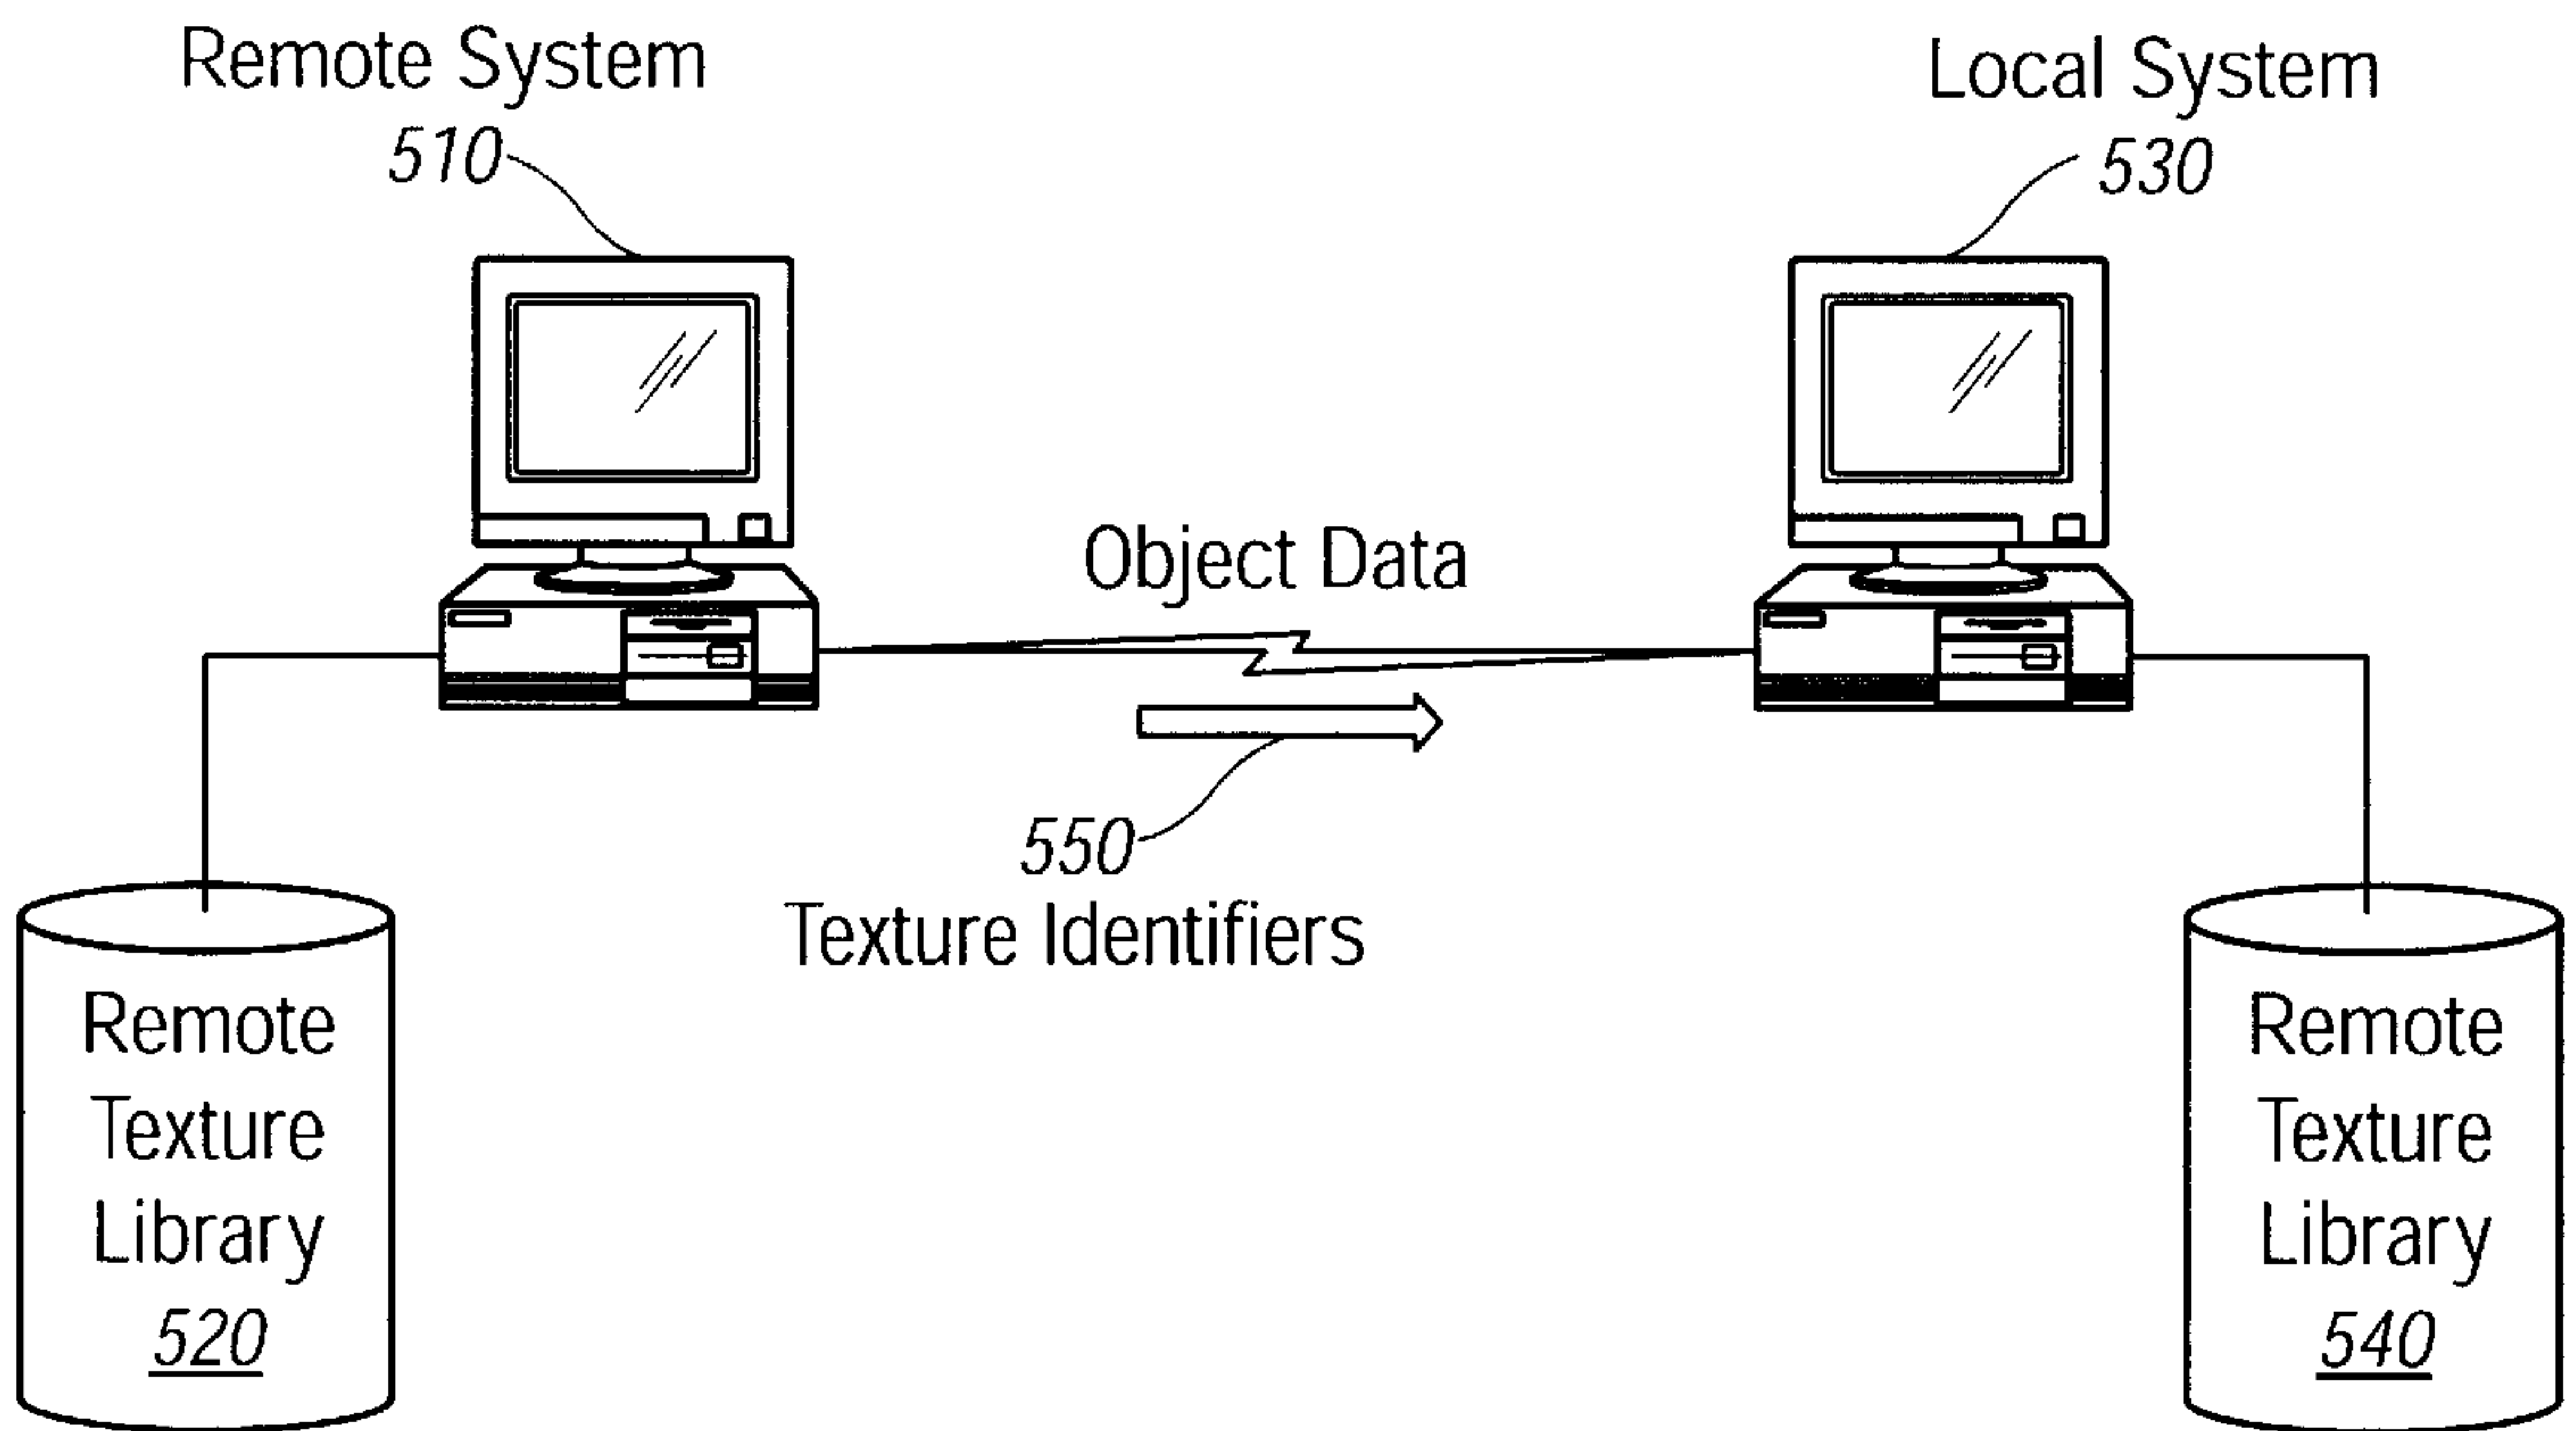 Remote System
510
Local System
530
Object Data
550
Texture Identifiers
Remote
Texture
Library
520
Remote
Texture
Library
540